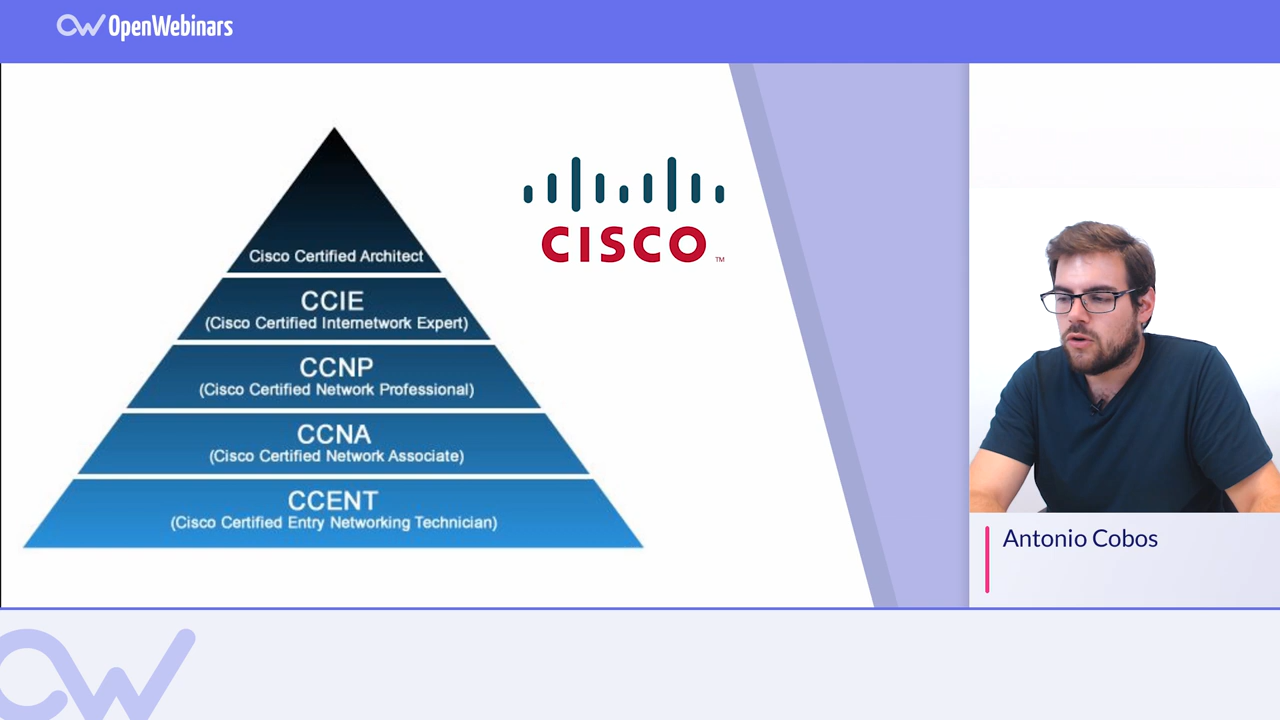 OpenWebinars
Cisco Certified Architect
CCIE
(Cisco Certified Internetwork Expert)
CCNP
(Cisco Certified Network Professional)
CCNA
(Cisco Certified Network Associate)
CCENT
(Cisco Certified Entry Networking Technician)
CISCO™
Antonio Cobos